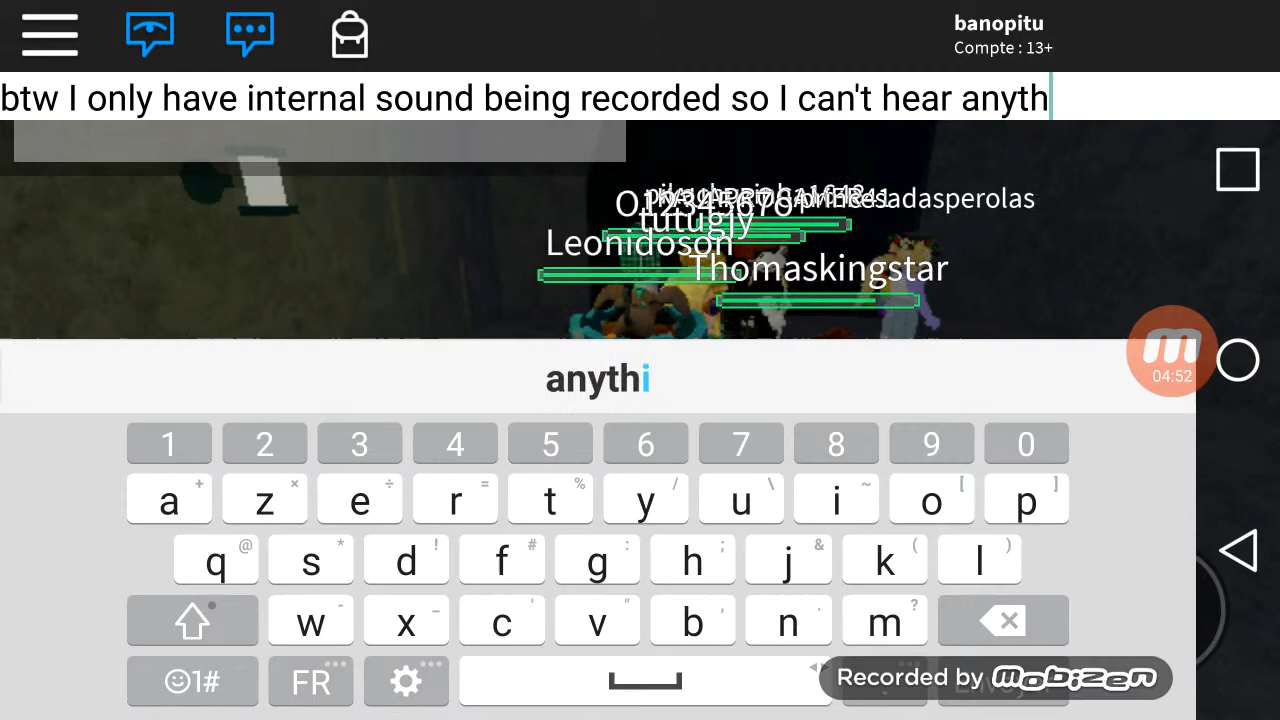 banopitu
Compte : 13+
btw I only have internal sound being recorded so I can't hear anyth
tutugjy
Leonidoson
Thomaskingstar
anythi
04:52
1 2 3 4 5 6 7 8 9 0
a + z × e ÷ r = t % y / u \ i ~ o [ p ]
q @ s * d ! f # g : h ; j & k ( l )
w - x _ c ' v " b , n . m ?
1# FR
Recorded by mobizen